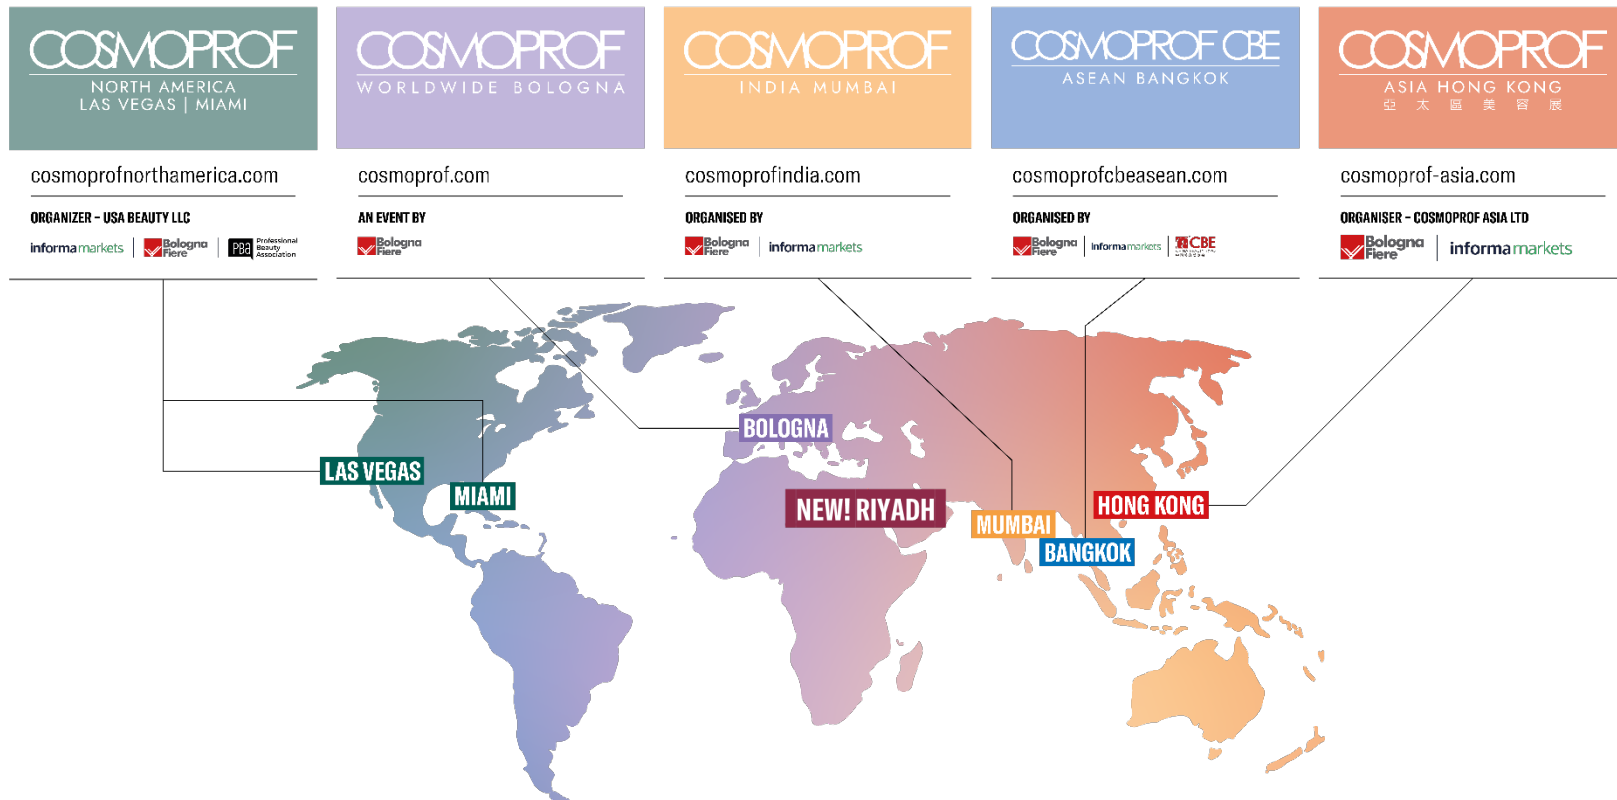 COSMOPROF
NORTH AMERICA
LAS VEGAS | MIAMI
cosmoprofnorthamerica.com
ORGANIZER – USA BEAUTY LLC
informa markets
Bologna
Fiere
PBa
Professional
Beauty
Association
COSMOPROF
WORLDWIDE BOLOGNA
cosmoprof.com
AN EVENT BY
Bologna
Fiere
COSMOPROF
INDIA MUMBAI
cosmoprofindia.com
ORGANISED BY
Bologna
Fiere
informa markets
COSMOPROF CBE
ASEAN BANGKOK
cosmoprofcbeasean.com
ORGANISED BY
Bologna
Fiere
informa markets
CBE
COSMOPROF
ASIA HONG KONG
亞太區美容展
cosmoprof-asia.com
ORGANISER – COSMOPROF ASIA LTD
Bologna
Fiere
informa markets
BOLOGNA
LAS VEGAS
MIAMI
NEW! RIYADH
HONG KONG
MUMBAI
BANGKOK